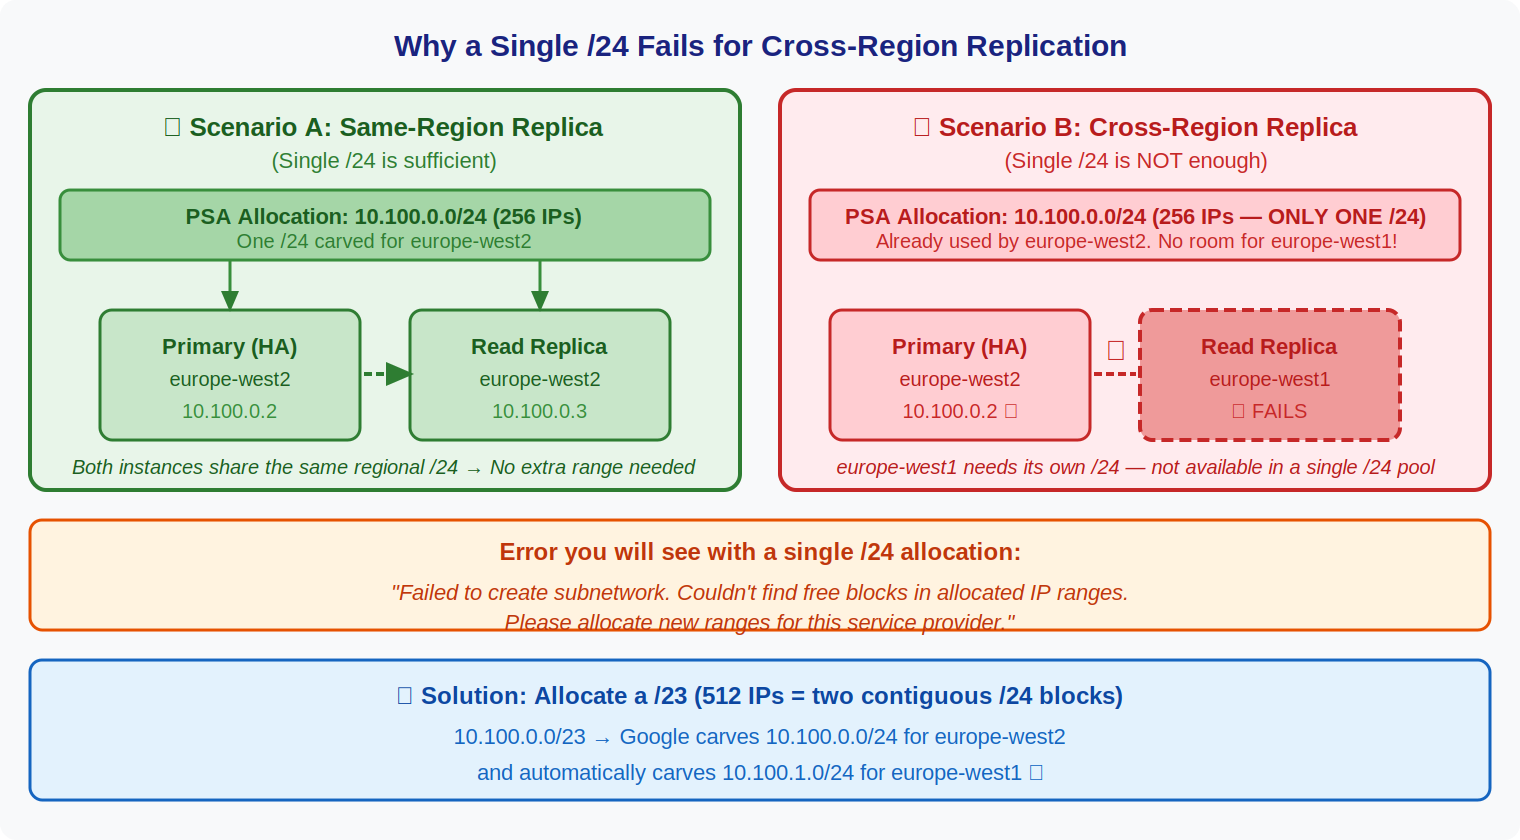 Why a Single /24 Fails for Cross-Region Replication
Scenario A: Same-Region Replica
(Single /24 is sufficient)
PSA Allocation: 10.100.0.0/24 (256 IPs)
One /24 carved for europe-west2
Primary (HA)
europe-west2
10.100.0.2
Read Replica
europe-west2
10.100.0.3
Both instances share the same regional /24 → No extra range needed
Scenario B: Cross-Region Replica
(Single /24 is NOT enough)
PSA Allocation: 10.100.0.0/24 (256 IPs — ONLY ONE /24)
Already used by europe-west2. No room for europe-west1!
Primary (HA)
europe-west2
10.100.0.2
Read Replica
europe-west1
FAILS
europe-west1 needs its own /24 — not available in a single /24 pool
Error you will see with a single /24 allocation:
"Failed to create subnetwork. Couldn't find free blocks in allocated IP ranges.
Please allocate new ranges for this service provider."
Solution: Allocate a /23 (512 IPs = two contiguous /24 blocks)
10.100.0.0/23 → Google carves 10.100.0.0/24 for europe-west2
and automatically carves 10.100.1.0/24 for europe-west1